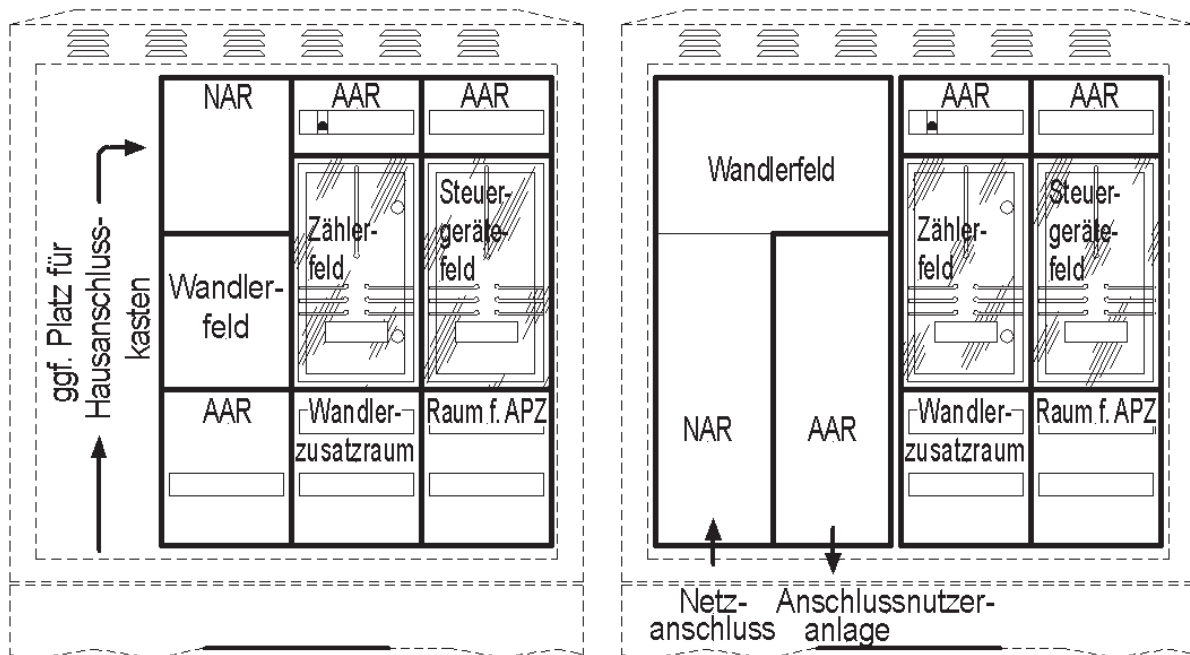 NAR
AAR
AAR
Zähler-
feld
Steuer-
geräte-
feld
Wandler-
feld
ggf. Platz für
Hausanschluss-
kasten
AAR
Wandler-
zusatzraum
Raum f. APZ
Wandlerfeld
AAR
AAR
Zähler-
feld
Steuer-
geräte-
feld
NAR
AAR
Wandler-
zusatzraum
Raum f. APZ
Netz-
anschluss
Anschlussnutzer-
anlage